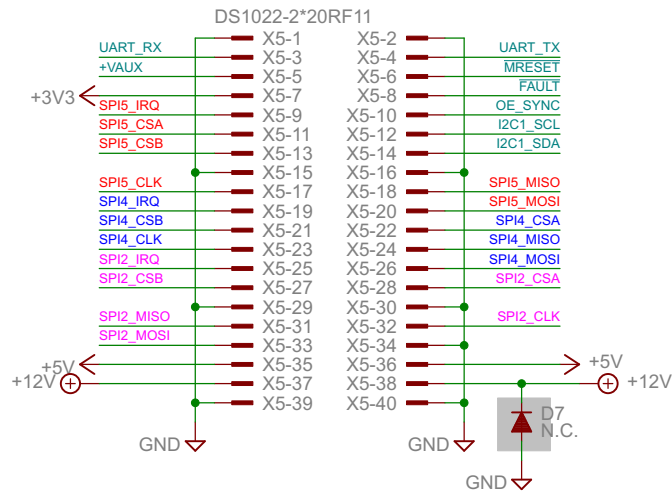 DS1022-2*20RF11
X5-1 X5-2
UART_RX X5-3 X5-4 UART_TX
+VAUX X5-5 X5-6 MRESET
+3V3 X5-7 X5-8 FAULT
SPI5_IRQ X5-9 X5-10 OE_SYNC
SPI5_CSA X5-11 X5-12 I2C1_SCL
SPI5_CSB X5-13 X5-14 I2C1_SDA
X5-15 X5-16
SPI5_CLK X5-17 X5-18 SPI5_MISO
SPI4_IRQ X5-19 X5-20 SPI5_MOSI
SPI4_CSB X5-21 X5-22 SPI4_CSA
SPI4_CLK X5-23 X5-24 SPI4_MISO
SPI2_IRQ X5-25 X5-26 SPI4_MOSI
SPI2_CSB X5-27 X5-28 SPI2_CSA
X5-29 X5-30
SPI2_MISO X5-31 X5-32 SPI2_CLK
SPI2_MOSI X5-33 X5-34
+5V X5-35 X5-36 +5V
+12V X5-37 X5-38 +12V
X5-39 X5-40
D7
N.C.
GND GND
GND